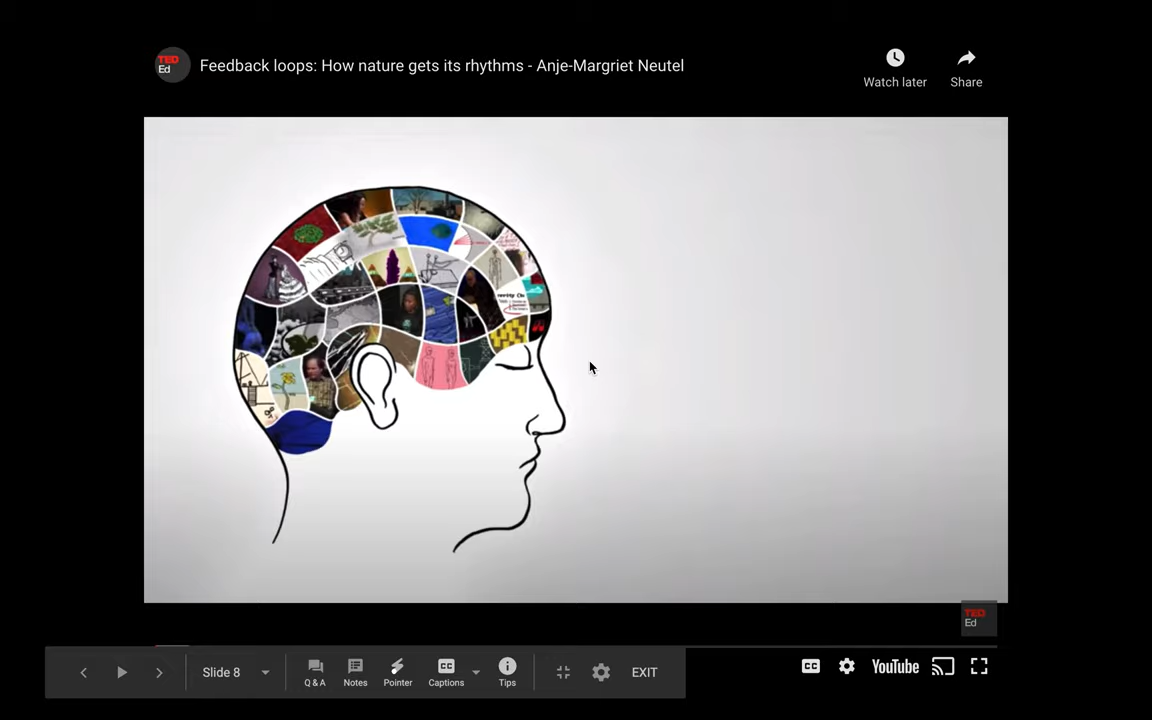 TED
Ed
Feedback loops: How nature gets its rhythms - Anje-Margriet Neutel
Watch later
Share
TED
Ed
Slide 8
Q & A
Notes
Pointer
CC
Captions
Tips
EXIT
CC
YouTube